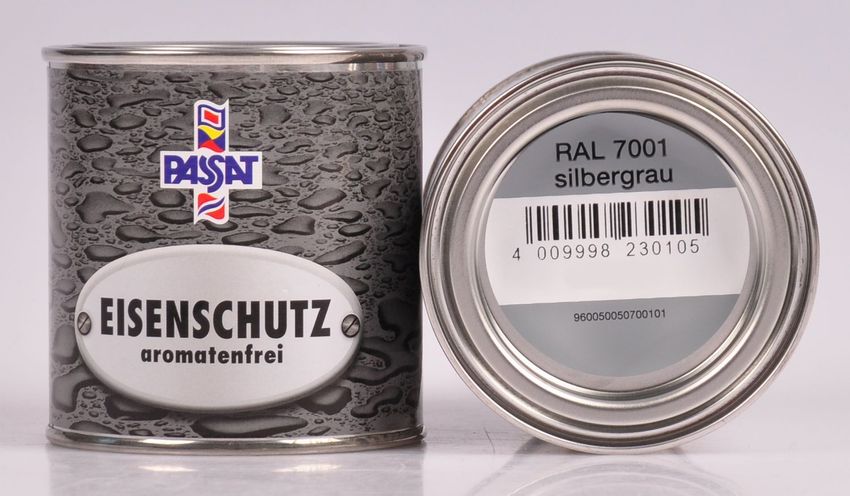 PASSAT
EISENSCHUTZ
aromatenfrei
RAL 7001
silbergrau
4 009998 230105
960050050700101